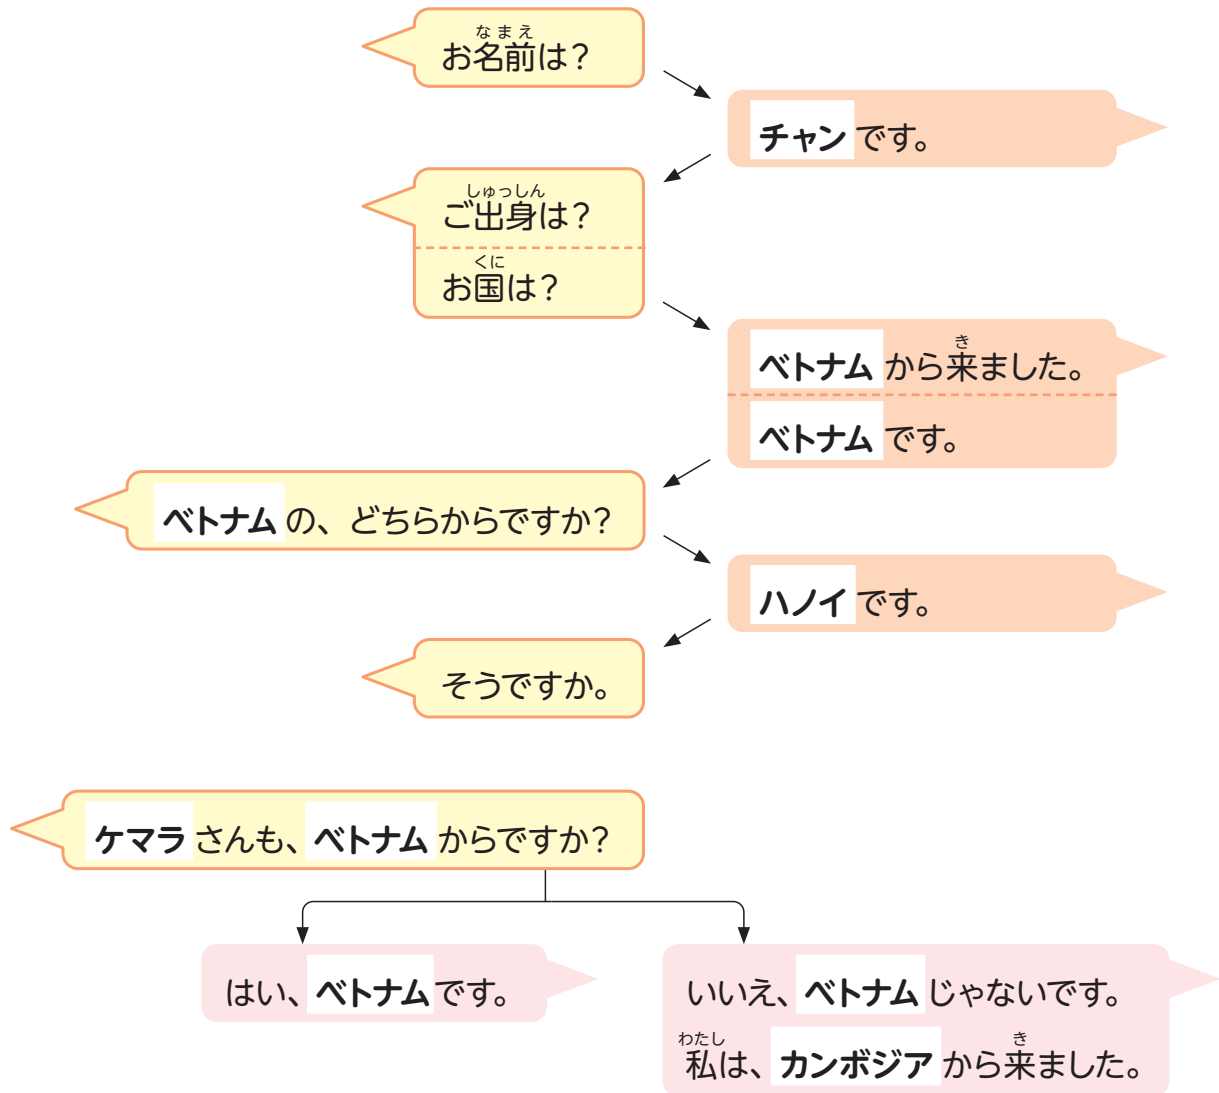 なまえ
お名前は？
チャンです。
しゅっしん
ご出身は？
くに
お国は？
き
ベトナムから来ました。
ベトナムです。
ベトナムの、どちらからですか？
ハノイです。
そうですか。
ケマラさんも、ベトナムからですか？
はい、ベトナムです。
いいえ、ベトナムじゃないです。
わたし き
私は、カンボジアから来ました。